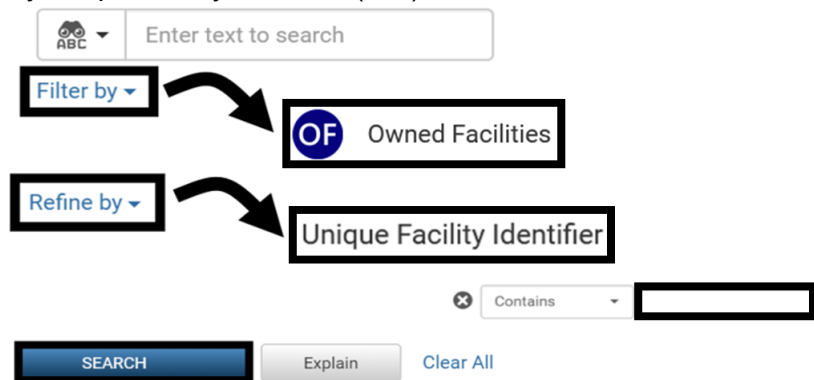 ABC Enter text to search
Filter by
OF Owned Facilities
Refine by
Unique Facility Identifier
Contains
SEARCH Explain Clear All